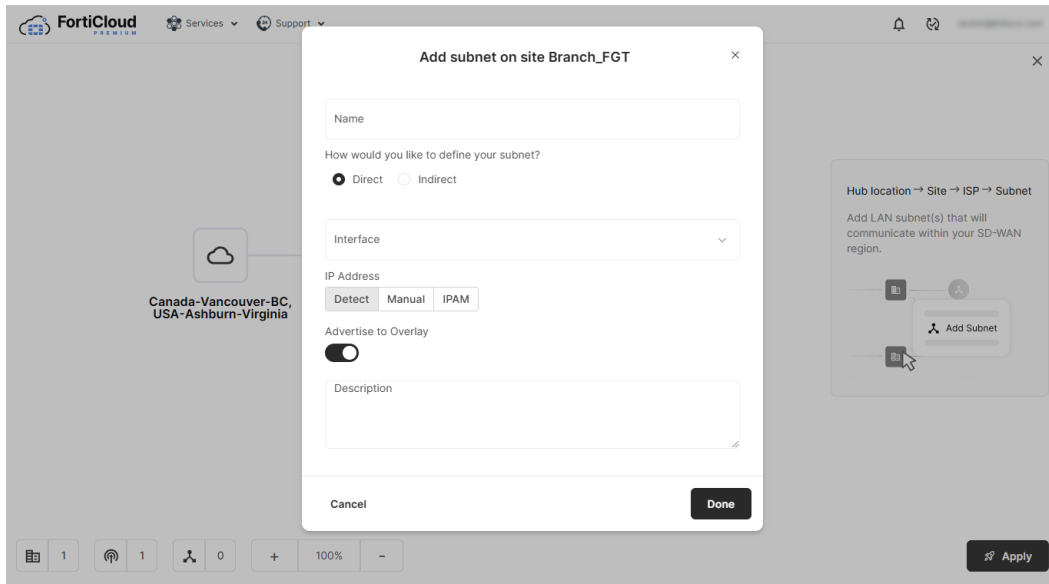 FortiCloud
PREMIUM
Services
Support
Add subnet on site Branch_FGT
Name
How would you like to define your subnet?
Direct
Indirect
Interface
IP Address
Detect
Manual
IPAM
Advertise to Overlay
Description
Cancel
Done
Canada-Vancouver-BC,
USA-Ashburn-Virginia
Hub location → Site → ISP → Subnet
Add LAN subnet(s) that will
communicate within your SD-WAN
region.
Add Subnet
1
1
0
+
100%
-
Apply